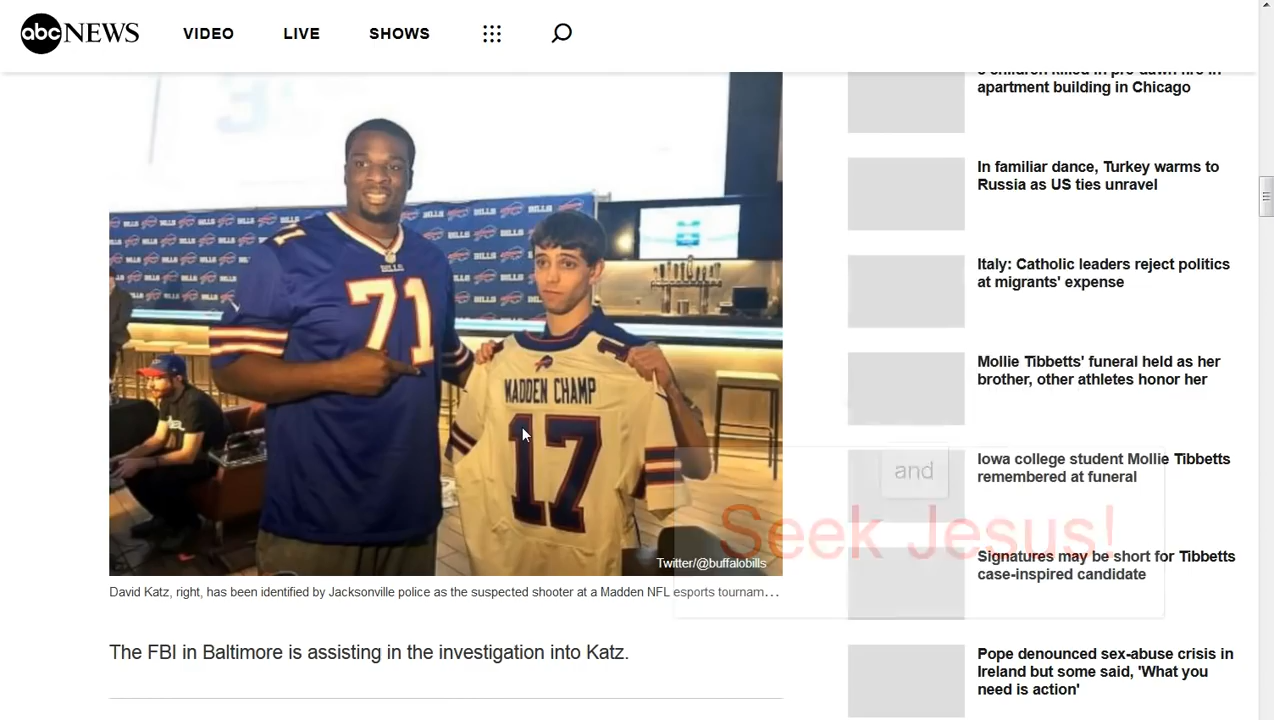 abc NEWS
VIDEO
LIVE
SHOWS
apartment building in Chicago
In familiar dance, Turkey warms to
Russia as US ties unravel
Italy: Catholic leaders reject politics
at migrants' expense
Mollie Tibbetts' funeral held as her
brother, other athletes honor her
Iowa college student Mollie Tibbetts
remembered at funeral
Signatures may be short for Tibbetts
case-inspired candidate
Pope denounced sex-abuse crisis in
Ireland but some said, 'What you
need is action'
BILLS
71
71
BILLS
MADDEN CHAMP
17
and
Seek Jesus!
Twitter/@buffalobills
David Katz, right, has been identified by Jacksonville police as the suspected shooter at a Madden NFL esports tournam…
The FBI in Baltimore is assisting in the investigation into Katz.